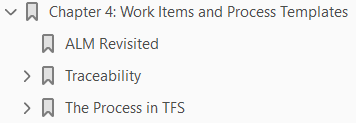 Chapter 4: Work Items and Process Templates
ALM Revisited
Traceability
The Process in TFS